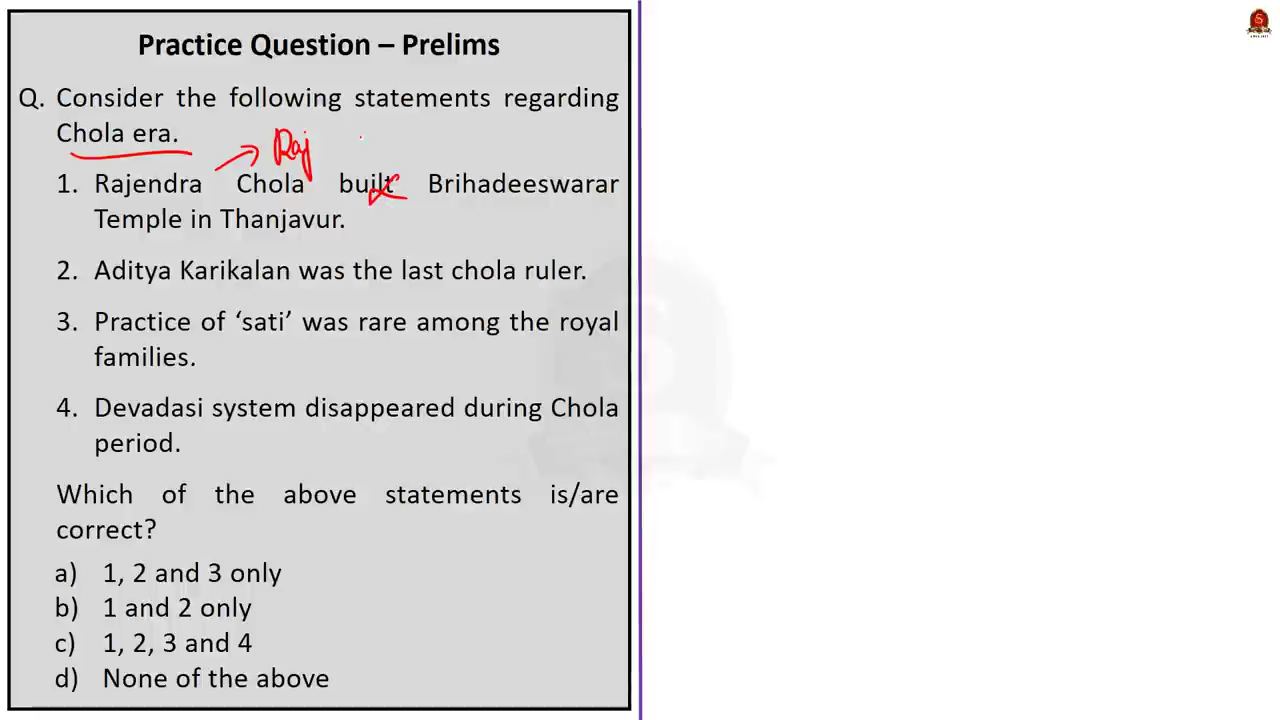 Practice Question – Prelims
Q. Consider the following statements regarding
Chola era.
Raj
1. Rajendra Chola built Brihadeeswarar
Temple in Thanjavur.
2. Aditya Karikalan was the last chola ruler.
3. Practice of ‘sati’ was rare among the royal
families.
4. Devadasi system disappeared during Chola
period.
Which of the above statements is/are
correct?
a) 1, 2 and 3 only
b) 1 and 2 only
c) 1, 2, 3 and 4
d) None of the above